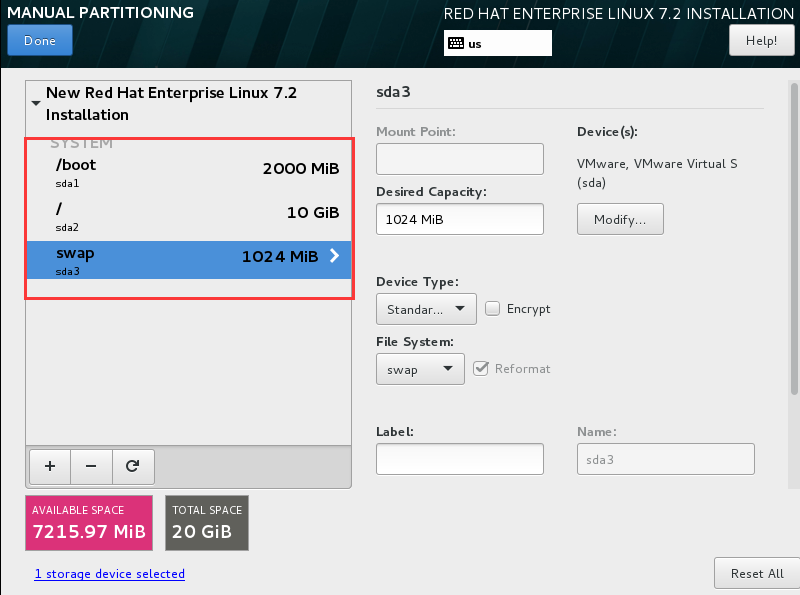 MANUAL PARTITIONING
RED HAT ENTERPRISE LINUX 7.2 INSTALLATION
Done
us
Help!
New Red Hat Enterprise Linux 7.2
Installation
SYSTEM
/boot
2000 MiB
sda1
/
10 GiB
sda2
swap
1024 MiB
sda3
sda3
Mount Point:
Device(s):
VMware, VMware Virtual S
(sda)
Desired Capacity:
1024 MiB
Modify...
Device Type:
Standar...
Encrypt
File System:
swap
Reformat
Label:
Name:
sda3
+
−
AVAILABLE SPACE
7215.97 MiB
TOTAL SPACE
20 GiB
1 storage device selected
Reset All